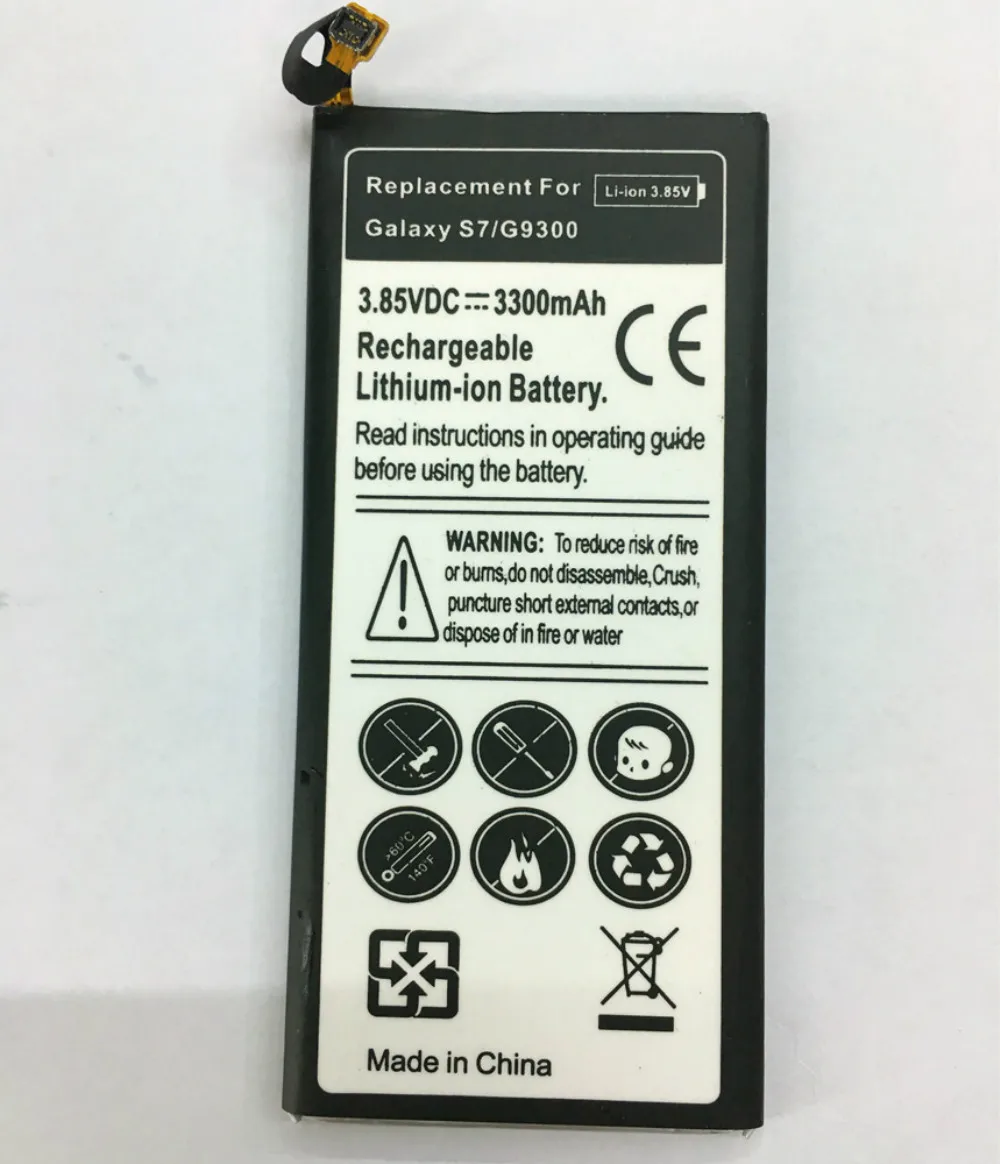 Replacement For
Li-ion 3.85V
Galaxy S7/G9300
3.85VDC 3300mAh
CE
Rechargeable
Lithium-ion Battery.
Read instructions in operating guide
before using the battery.
WARNING: To reduce risk of fire
or burns,do not disassemble,Crush,
puncture short external contacts,or
dispose of in fire or water
>60°C
140°F
Made in China